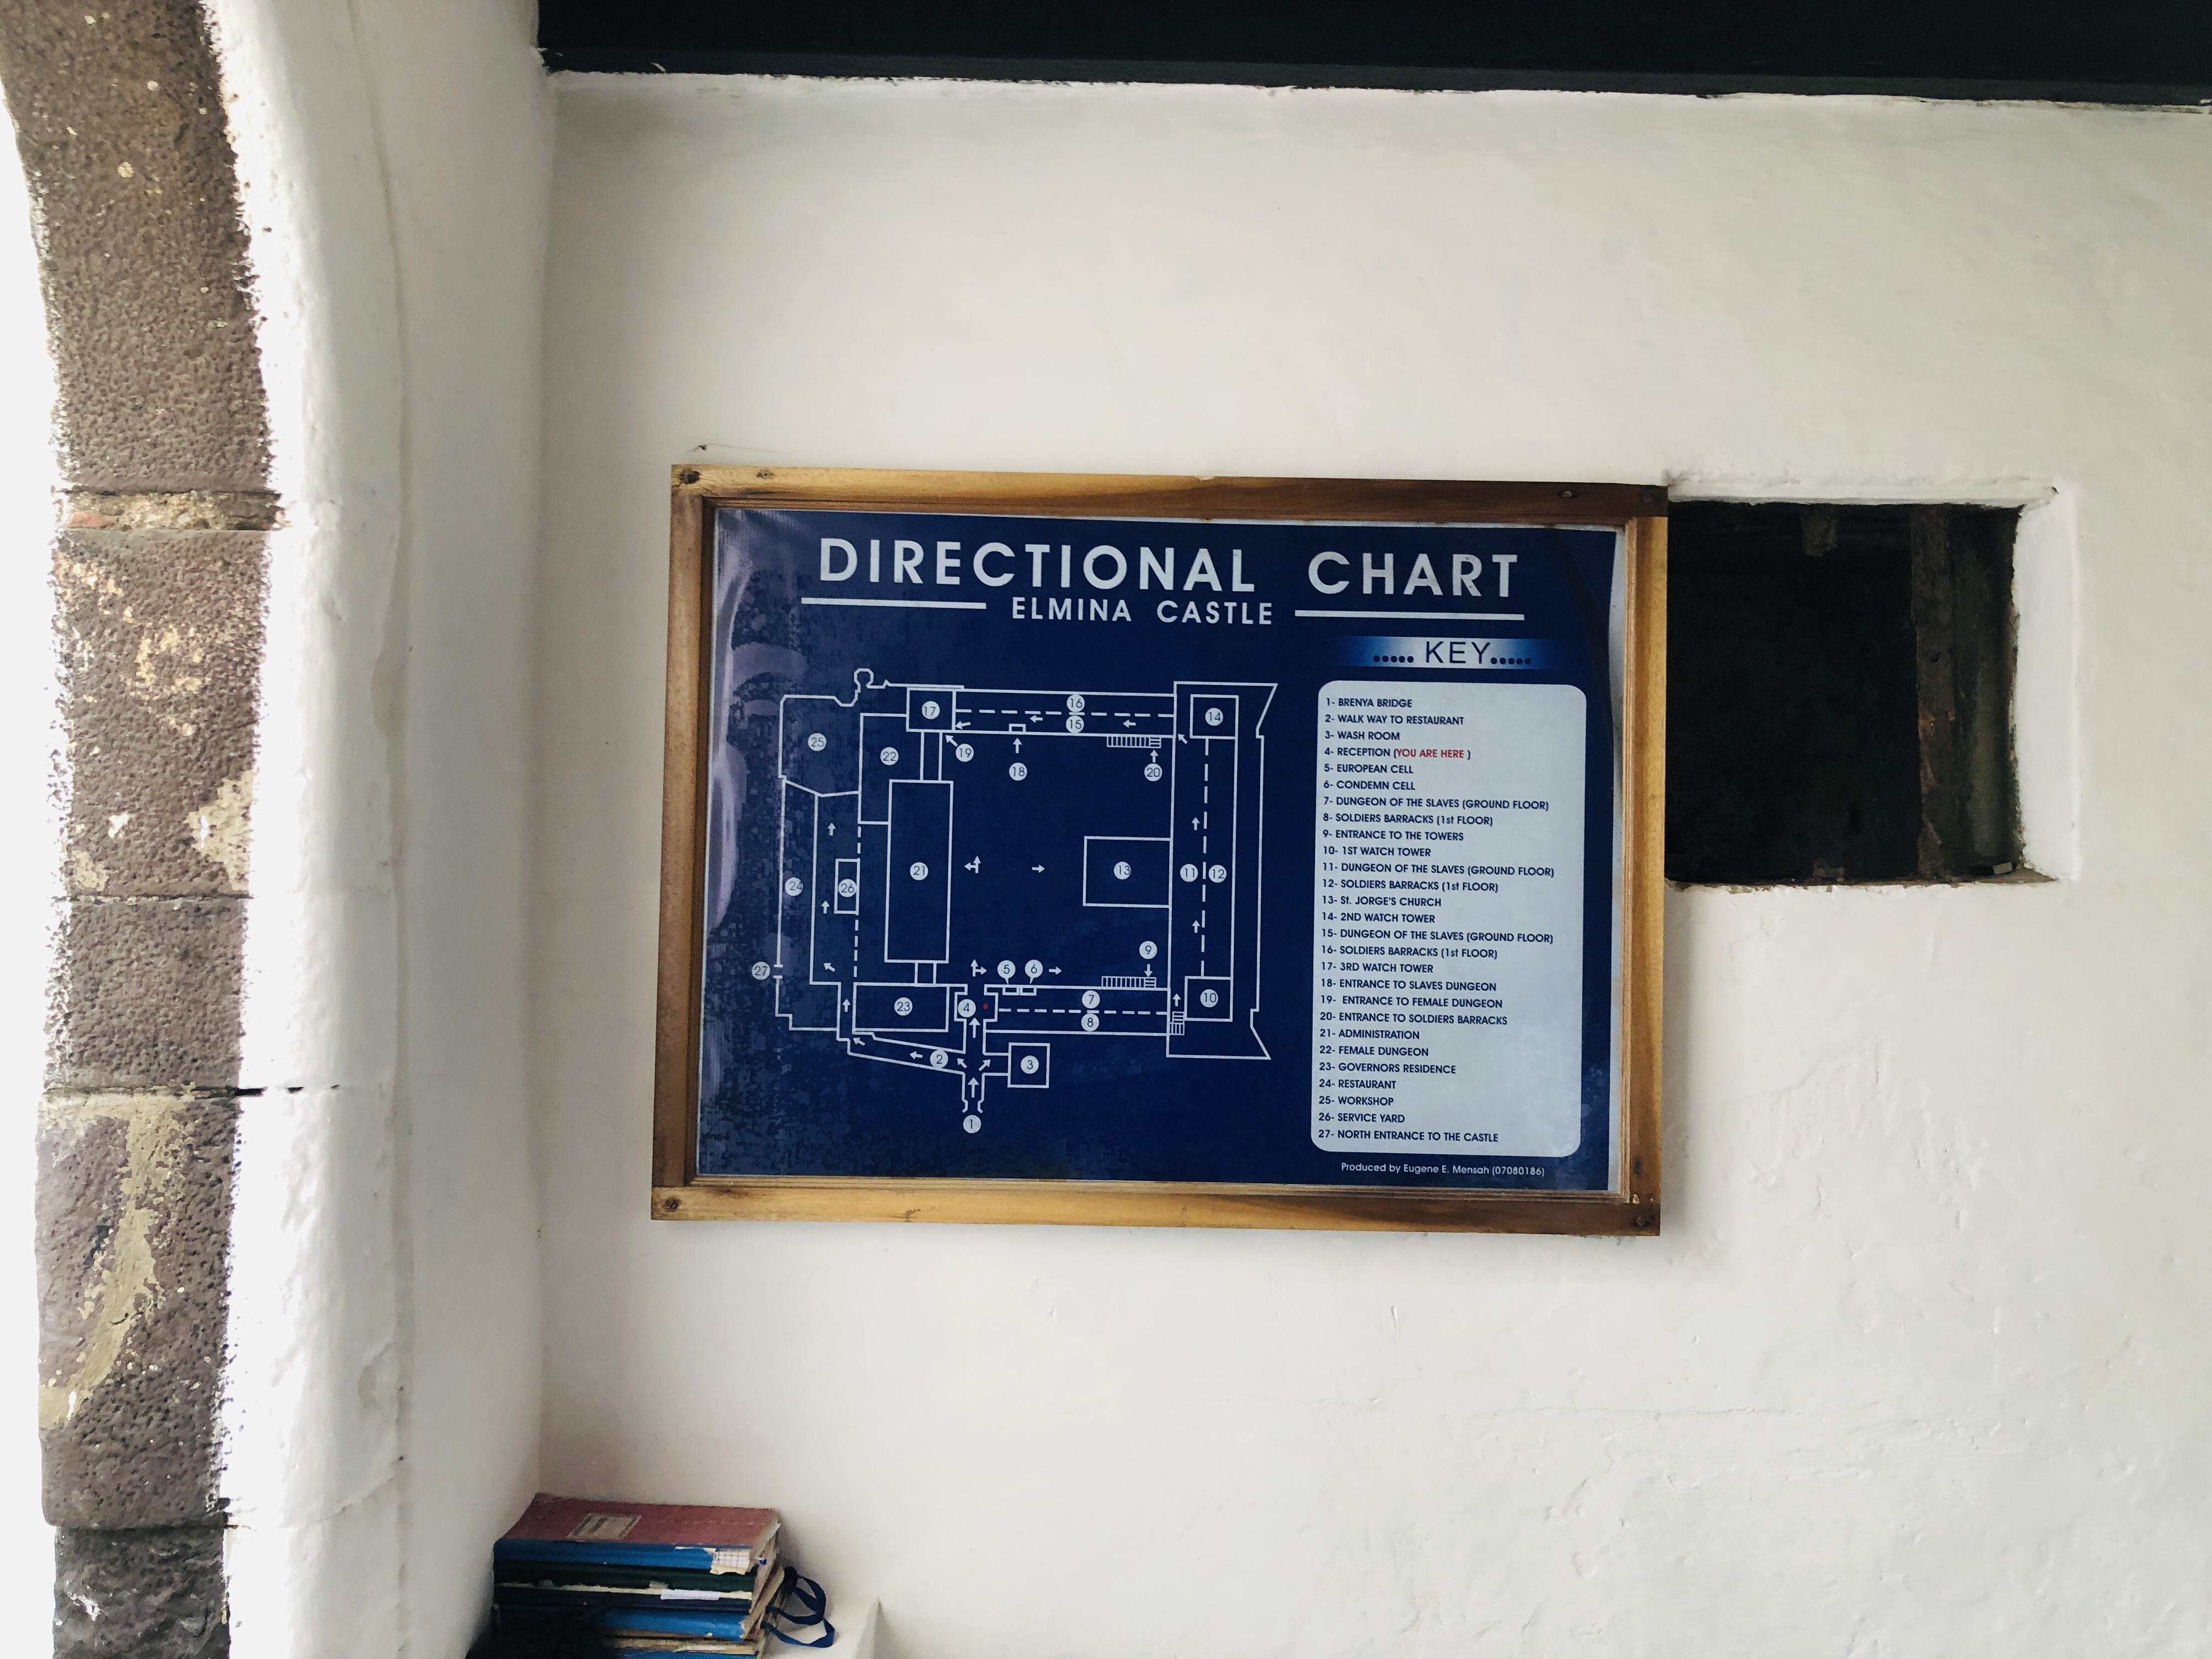 DIRECTIONAL CHART
ELMINA CASTLE
..... KEY.....
1- BRENYA BRIDGE
2- WALK WAY TO RESTAURANT
3- WASH ROOM
4- RECEPTION (YOU ARE HERE )
5- EUROPEAN CELL
6- CONDEMN CELL
7- DUNGEON OF THE SLAVES (GROUND FLOOR)
8- SOLDIERS BARRACKS (1st FLOOR)
9- ENTRANCE TO THE TOWERS
10- 1ST WATCH TOWER
11- DUNGEON OF THE SLAVES (GROUND FLOOR)
12- SOLDIERS BARRACKS (1st FLOOR)
13- St. JORGE'S CHURCH
14- 2ND WATCH TOWER
15- DUNGEON OF THE SLAVES (GROUND FLOOR)
16- SOLDIERS BARRACKS (1st FLOOR)
17- 3RD WATCH TOWER
18- ENTRANCE TO SLAVES DUNGEON
19- ENTRANCE TO FEMALE DUNGEON
20- ENTRANCE TO SOLDIERS BARRACKS
21- ADMINISTRATION
22- FEMALE DUNGEON
23- GOVERNORS RESIDENCE
24- RESTAURANT
25- WORKSHOP
26- SERVICE YARD
27- NORTH ENTRANCE TO THE CASTLE
Produced by Eugene E. Mensah (07080186)
16
17
14
15
25
19
22
18
20
21
13
11
12
26
24
9
27
5
6
7
10
23
4
8
2
3
1